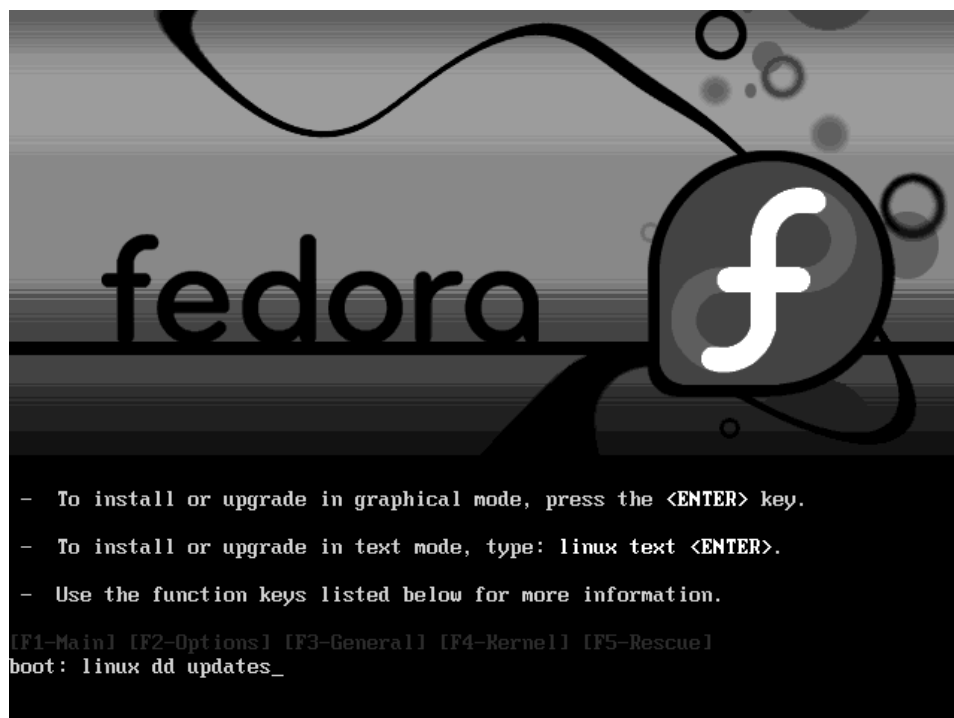 fedora
- To install or upgrade in graphical mode, press the <ENTER> key.
- To install or upgrade in text mode, type: linux text <ENTER>.
- Use the function keys listed below for more information.
[F1-Main] [F2-Options] [F3-General] [F4-Kernel] [F5-Rescue]
boot: linux dd updates_